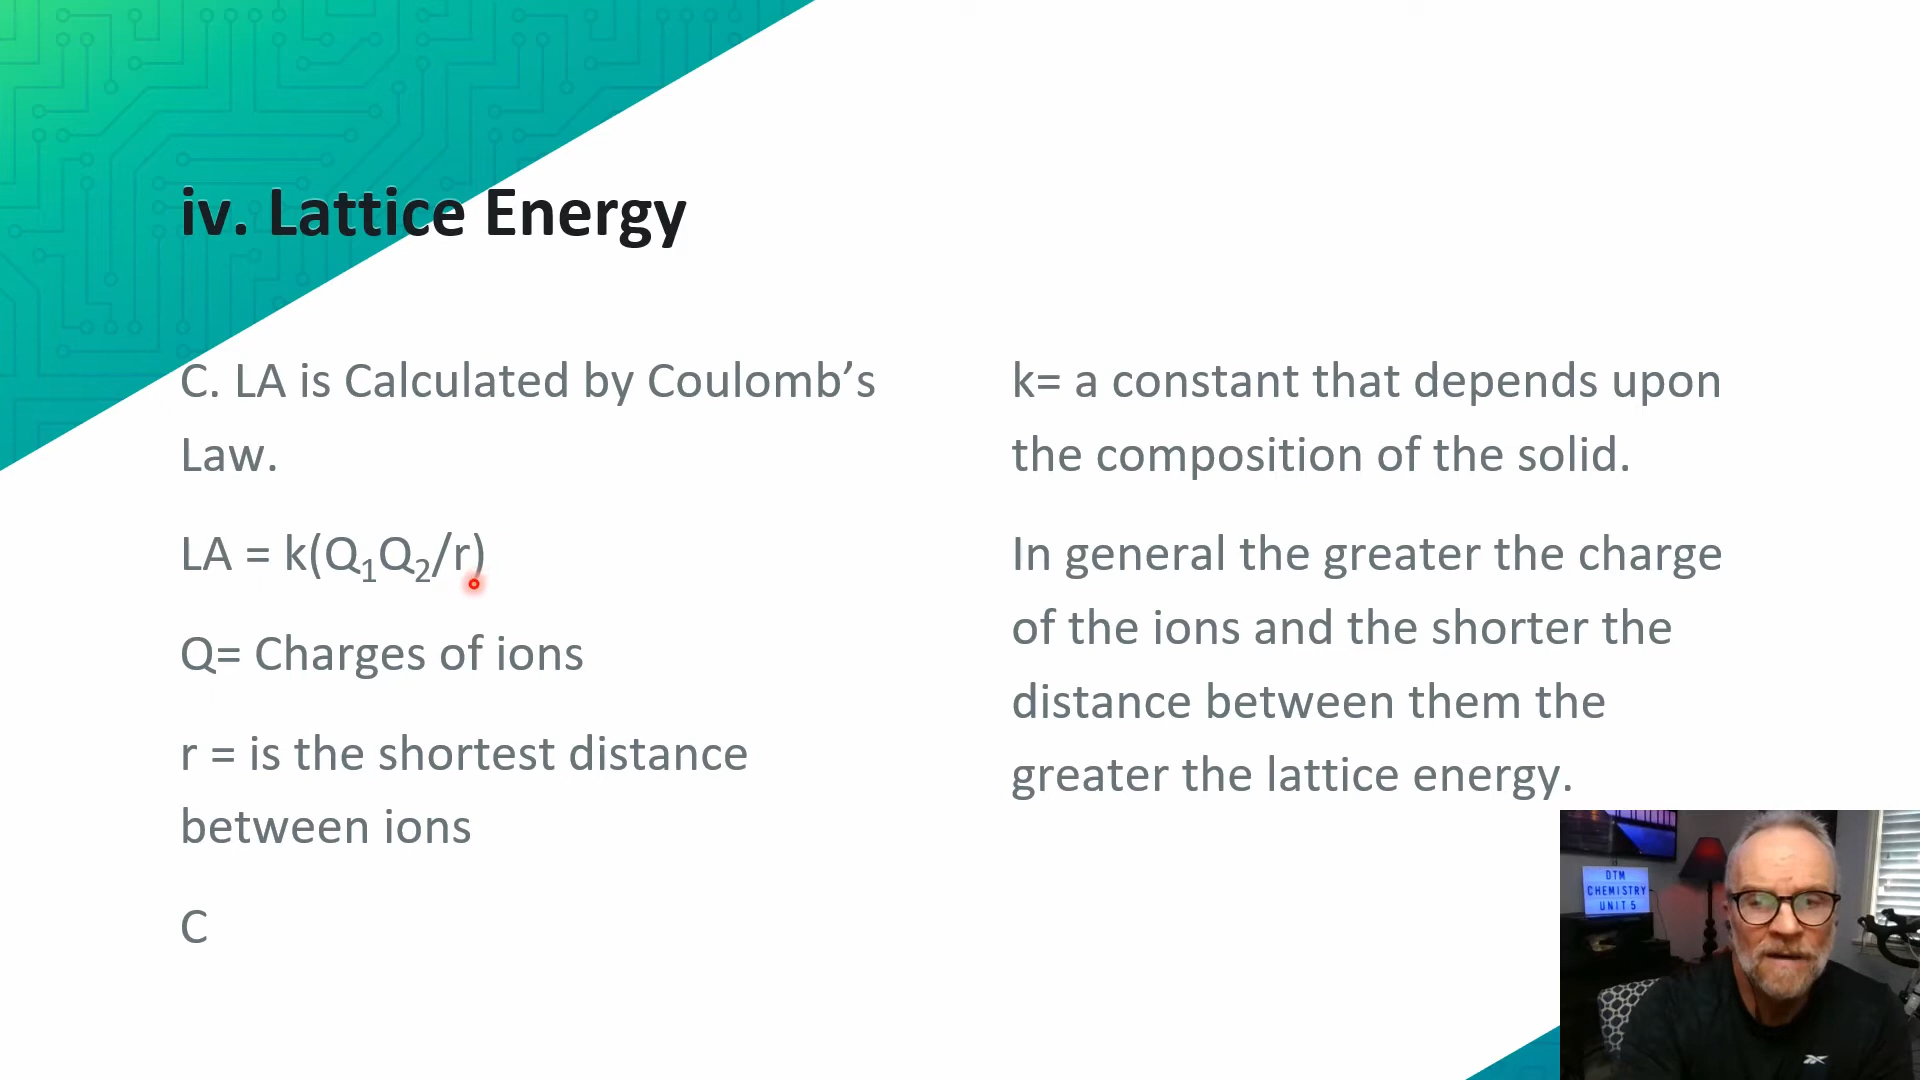 iv. Lattice Energy
C. LA is Calculated by Coulomb’s
Law.
LA = k(Q₁Q₂/r)
Q= Charges of ions
r = is the shortest distance
between ions
C
k= a constant that depends upon
the composition of the solid.
In general the greater the charge
of the ions and the shorter the
distance between them the
greater the lattice energy.
DTM
CHEMISTRY
UNIT 5